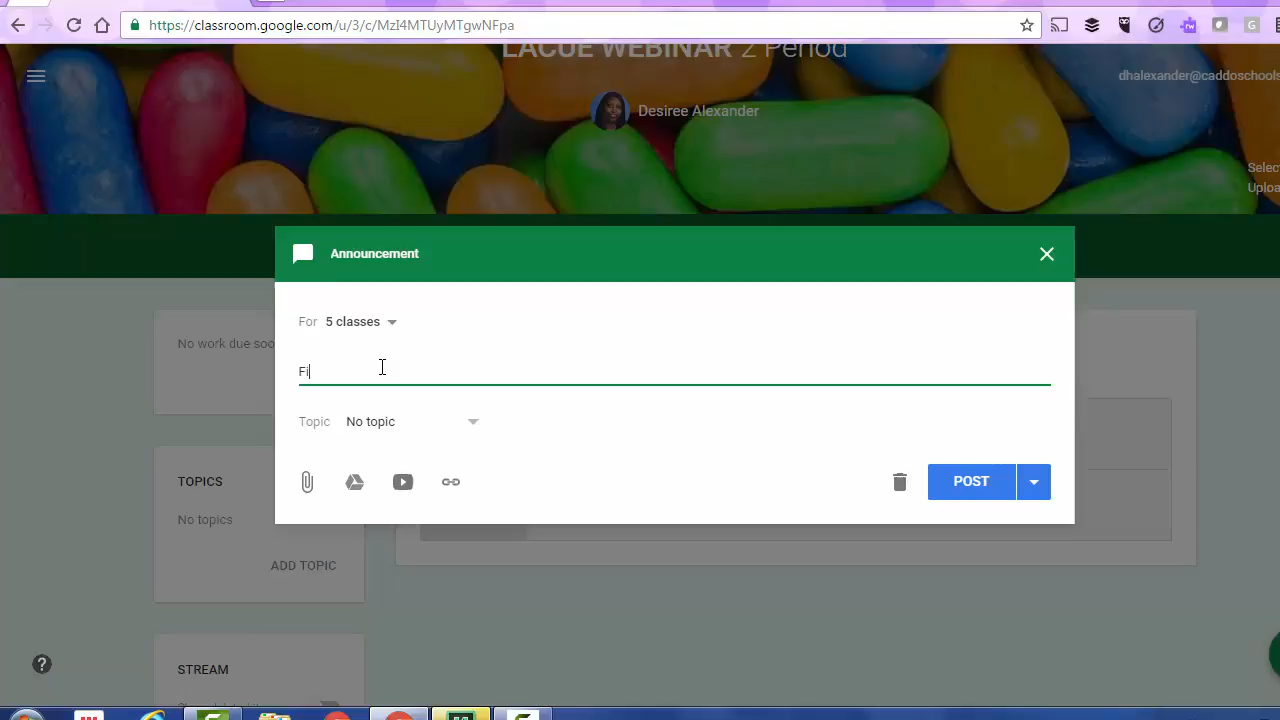 https://classroom.google.com/u/3/c/MzI4MTUyMTgwNFpa
LACUE WEBINAR 2 Period
dhalexander@caddoschools
Desiree Alexander
Select
Uploa
Announcement
For 5 classes
No work due soo
Fi
Topic No topic
TOPICS
POST
No topics
ADD TOPIC
STREAM